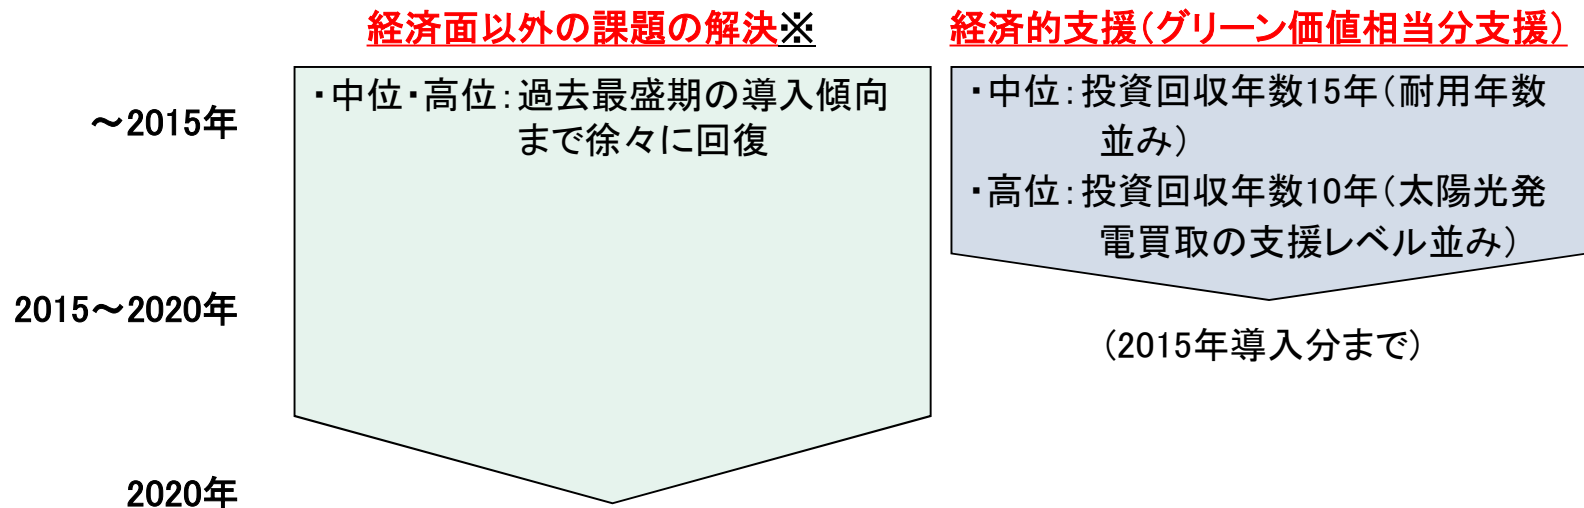 経済面以外の課題の解決※
経済的支援（グリーン価値相当分支援）
～2015年
・中位・高位：過去最盛期の導入傾向
まで徐々に回復
・中位：投資回収年数15年（耐用年数
並み）
・高位：投資回収年数10年（太陽光発
電買取の支援レベル並み）
2015～2020年
（2015年導入分まで）
2020年